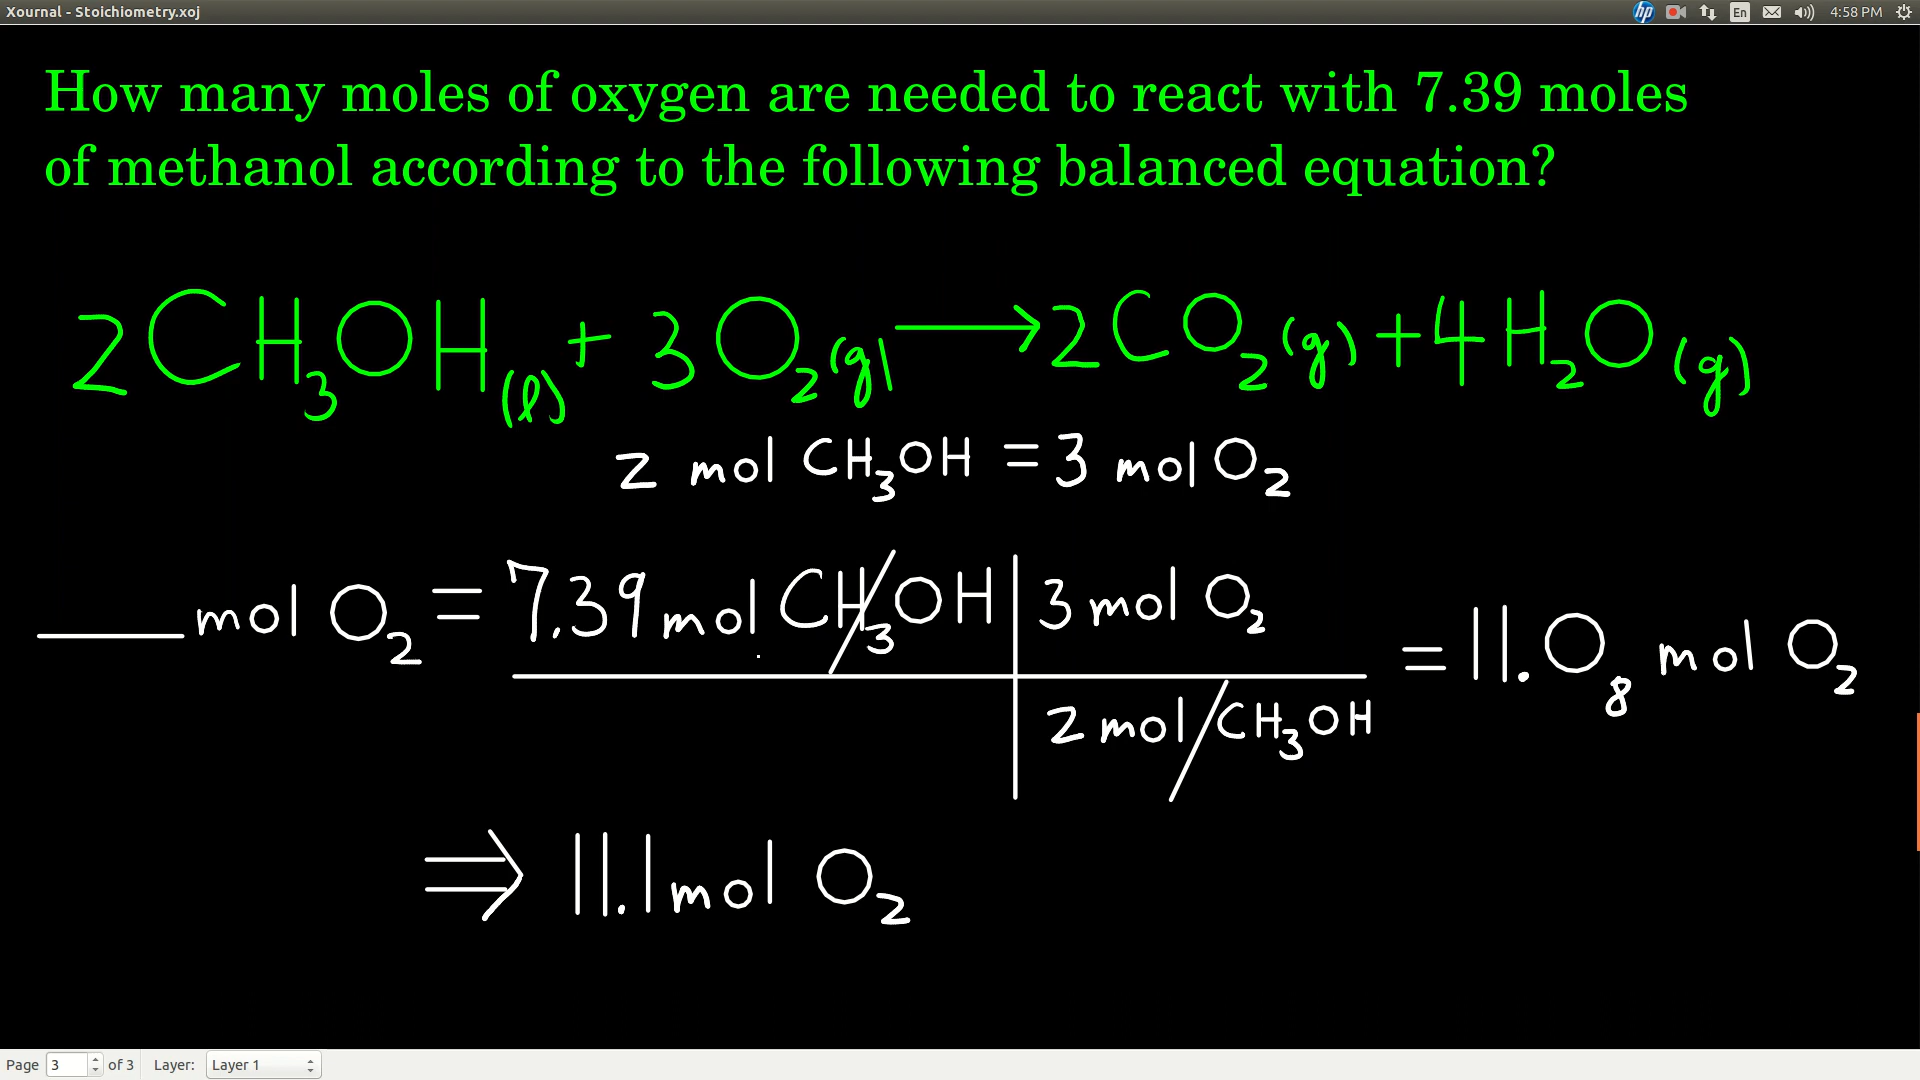 Xournal - Stoichiometry.xoj
hp En 4:58 PM
How many moles of oxygen are needed to react with 7.39 moles
of methanol according to the following balanced equation?
2CH₃OH(l) + 3O₂(g) ⟶ 2CO₂(g) + 4H₂O(g)
2 mol CH₃OH = 3 mol O₂
___ mol O₂ = 7.39 mol CH₃OH | 3 mol O₂ = 11.0₈ mol O₂
2 mol CH₃OH
⇒ 11.1 mol O₂
Page 3 of 3 Layer: Layer 1